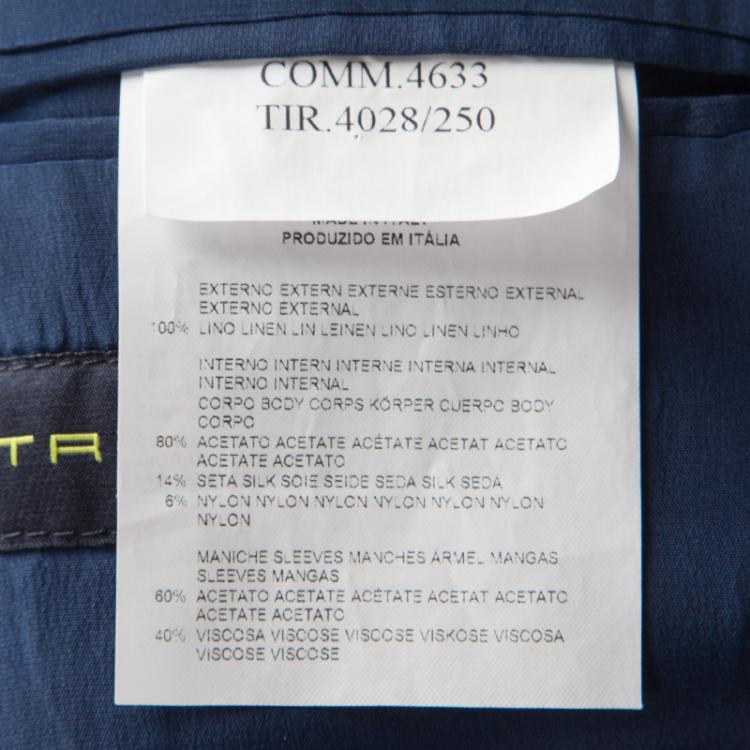 COMM.4633
TIR.4028/250
MADE IN ITALY
PRODUZIDO EM ITÁLIA
EXTERNO EXTERN EXTERNE ESTERNO EXTERNAL
EXTERNO EXTERNAL
100% LINO LINEN LIN LEINEN LINO LINEN LINHO
INTERNO INTERN INTERNE INTERNA INTERNAL
INTERNO INTERNAL
CORPO BODY CORPS KÖRPER CUERPO BODY
CORPO
80% ACETATO ACETATE ACÉTATE ACETAT ACETATO
ACETATE ACETATO
14% SETA SILK SOIE SEIDE SEDA SILK SEDA
6% NYLON NYLON NYLON NYLON NYLON NYLON
NYLON
MANICHE SLEEVES MANCHES ÄRMEL MANGAS
SLEEVES MANGAS
60% ACETATO ACETATE ACÉTATE ACETAT ACETATO
ACETATE ACETATO
40% VISCOSA VISCOSE VISCOSE VISKOSE VISCOSA
VISCOSE VISCOSE
TR